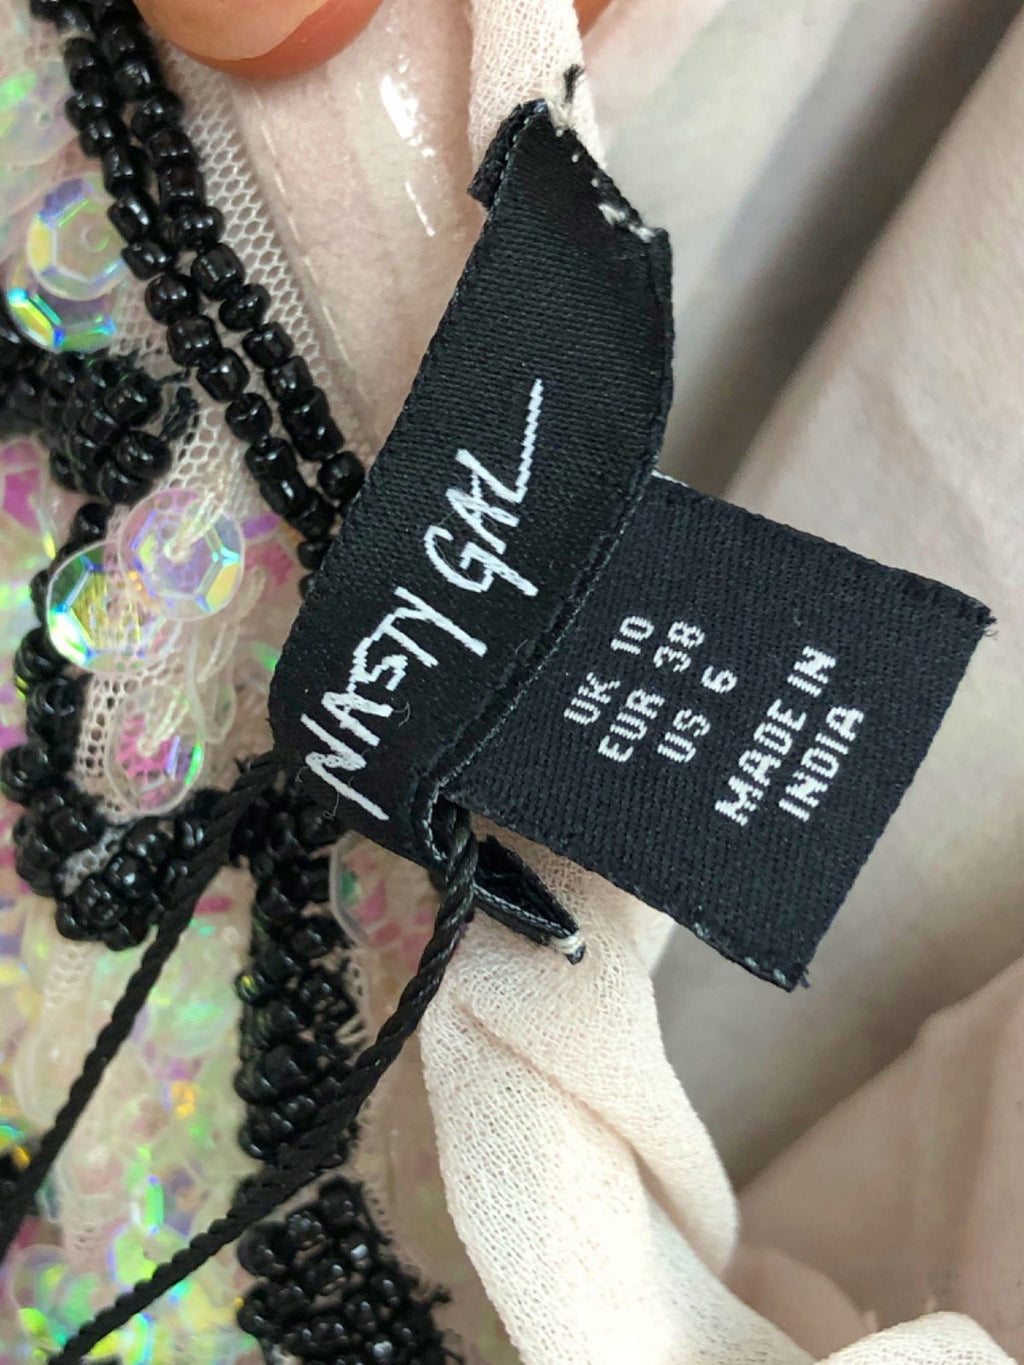 NASTY GAL
UK 10
EUR 38
US 6
MADE IN
INDIA